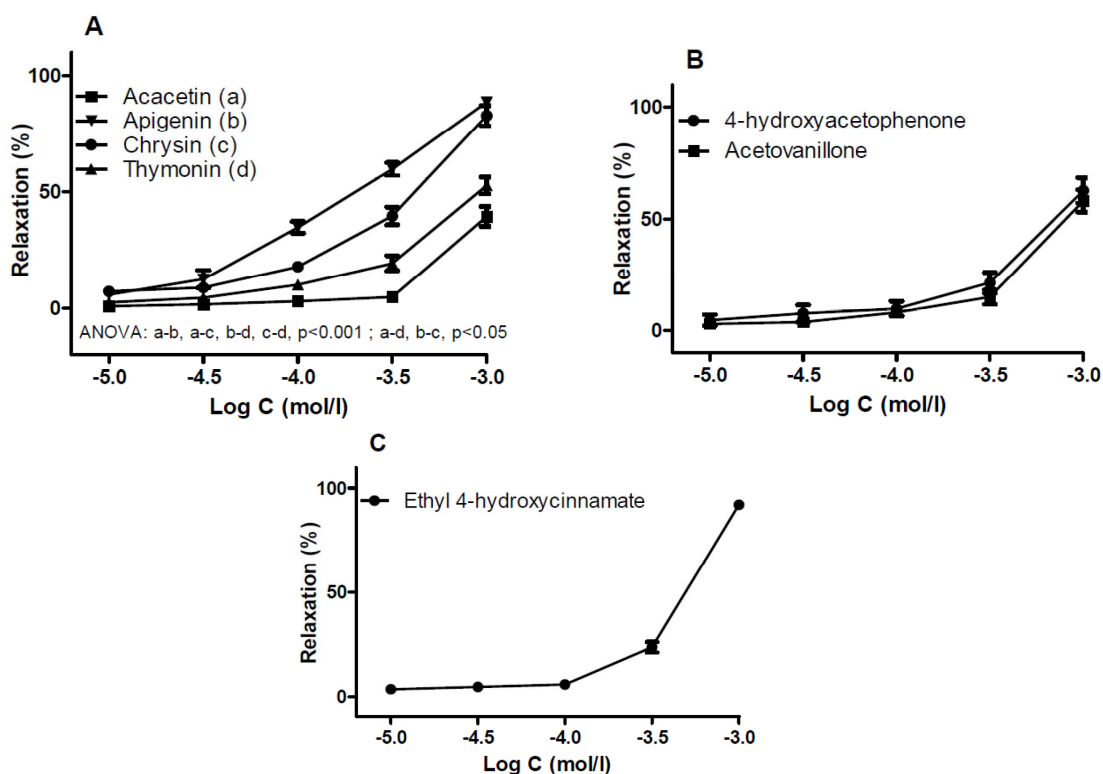 A
100
50
0
Relaxation (%)
Acacetin (a)
Apigenin (b)
Chrysin (c)
Thymonin (d)
ANOVA: a-b, a-c, b-d, c-d, p<0.001 ; a-d, b-c, p<0.05
-5.0 -4.5 -4.0 -3.5 -3.0
Log C (mol/l)
B
100
50
0
Relaxation (%)
4-hydroxyacetophenone
Acetovanillone
-5.0 -4.5 -4.0 -3.5 -3.0
Log C (mol/l)
C
100
50
0
Relaxation (%)
Ethyl 4-hydroxycinnamate
-5.0 -4.5 -4.0 -3.5 -3.0
Log C (mol/l)